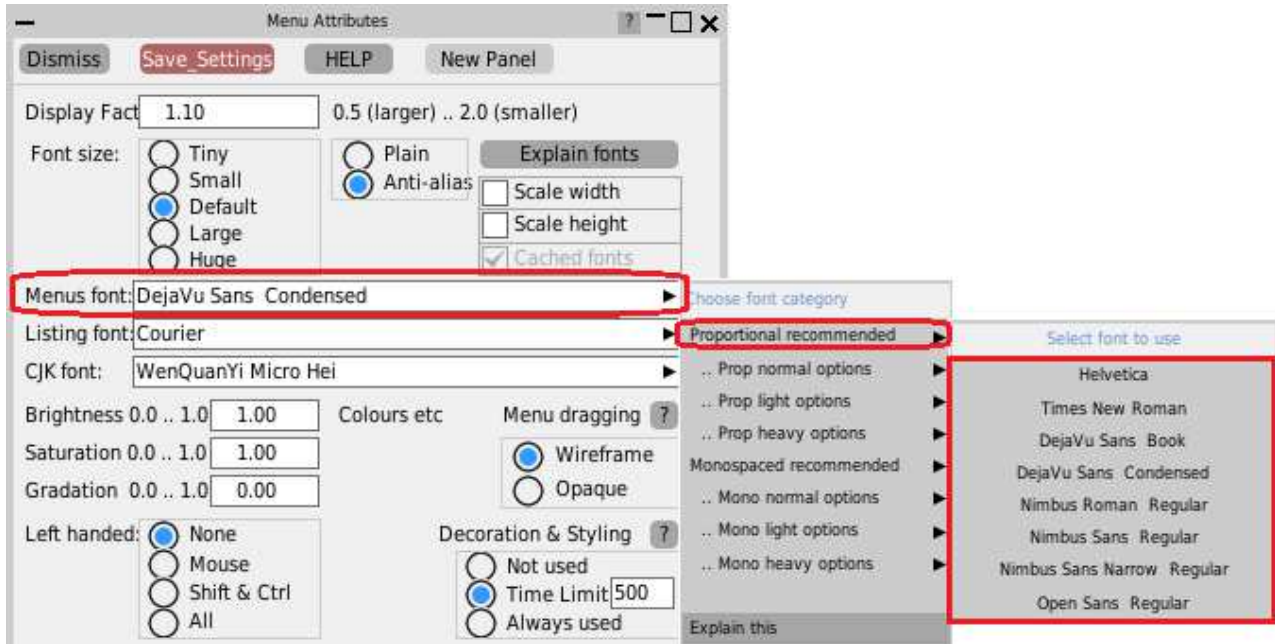 Menu Attributes ?
Dismiss Save_Settings HELP New Panel
Display Fact 1.10 0.5 (larger) .. 2.0 (smaller)
Font size: Tiny Plain Explain fonts
Small Anti-alias Scale width
Default
Large Scale height
Huge Cached fonts
Menus font: DejaVu Sans Condensed
Listing font: Courier
CJK font: WenQuanYi Micro Hei
Brightness 0.0 .. 1.0 1.00 Colours etc Menu dragging ?
Saturation 0.0 .. 1.0 1.00 Wireframe
Gradation 0.0 .. 1.0 0.00 Opaque
Left handed: None Decoration & Styling ?
Mouse Not used
Shift & Ctrl Time Limit 500
All Always used
Choose font category
Proportional recommended
.. Prop normal options
.. Prop light options
.. Prop heavy options
Monospaced recommended
.. Mono normal options
.. Mono light options
.. Mono heavy options
Explain this
Select font to use
Helvetica
Times New Roman
DejaVu Sans Book
DejaVu Sans Condensed
Nimbus Roman Regular
Nimbus Sans Regular
Nimbus Sans Narrow Regular
Open Sans Regular